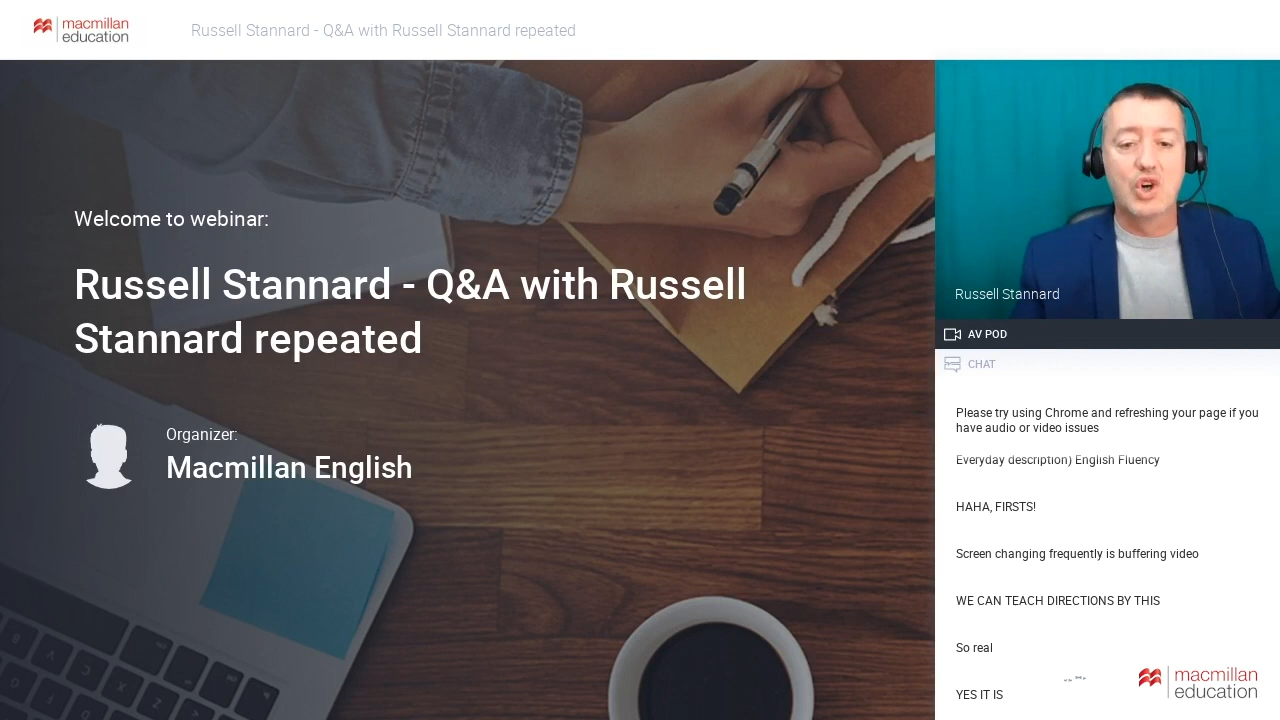 macmillan
education
Russell Stannard - Q&A with Russell Stannard repeated
Welcome to webinar:
Russell Stannard - Q&A with Russell
Stannard repeated
Organizer:
Macmillan English
Russell Stannard
AV POD
CHAT
Please try using Chrome and refreshing your page if you
have audio or video issues
Everyday description) English Fluency
HAHA, FIRSTS!
Screen changing frequently is buffering video
WE CAN TEACH DIRECTIONS BY THIS
So real
YES IT IS
macmillan
education